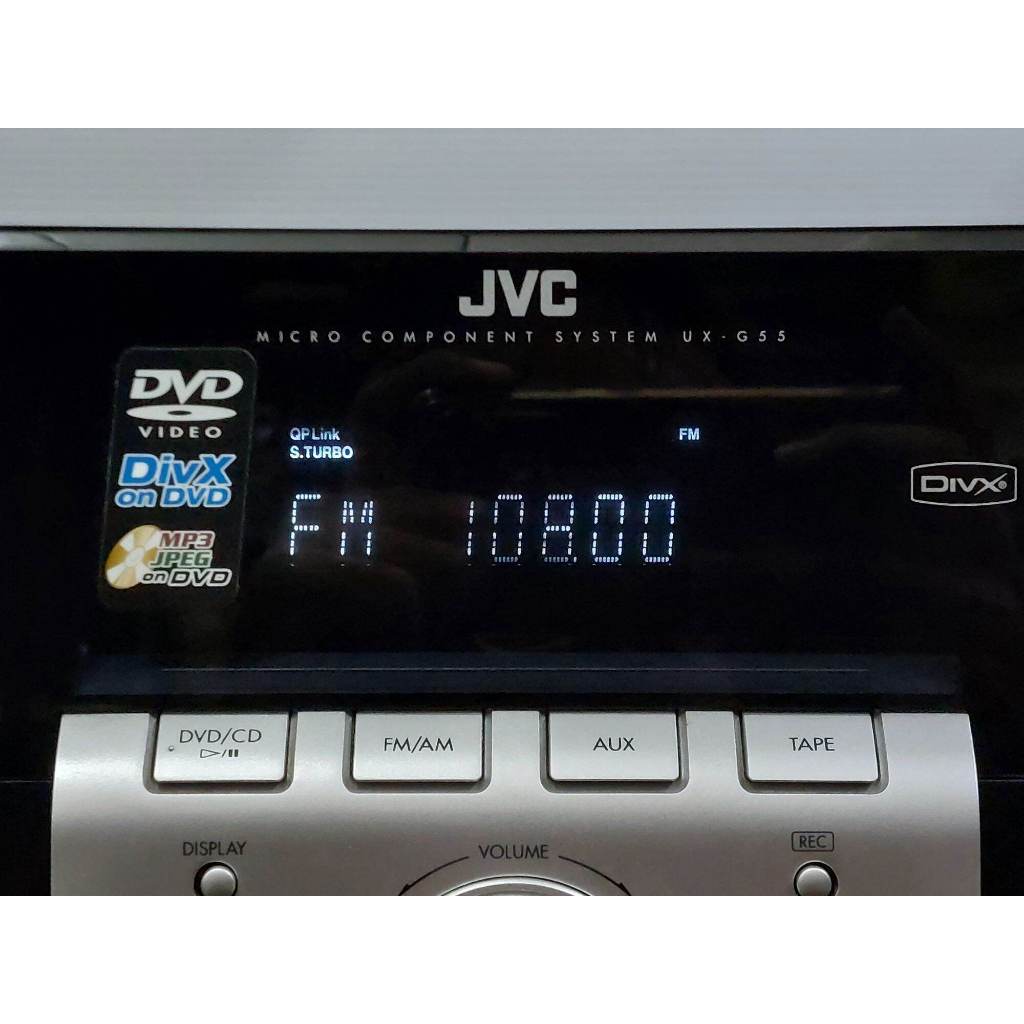 JVC
MICRO COMPONENT SYSTEM UX-G55
DVD
VIDEO
DivX
on DVD
MP3
JPEG
on DVD
QP Link
S.TURBO
FM
FM 108.00
DIVX®
DVD/CD
FM/AM
AUX
TAPE
DISPLAY
VOLUME
REC